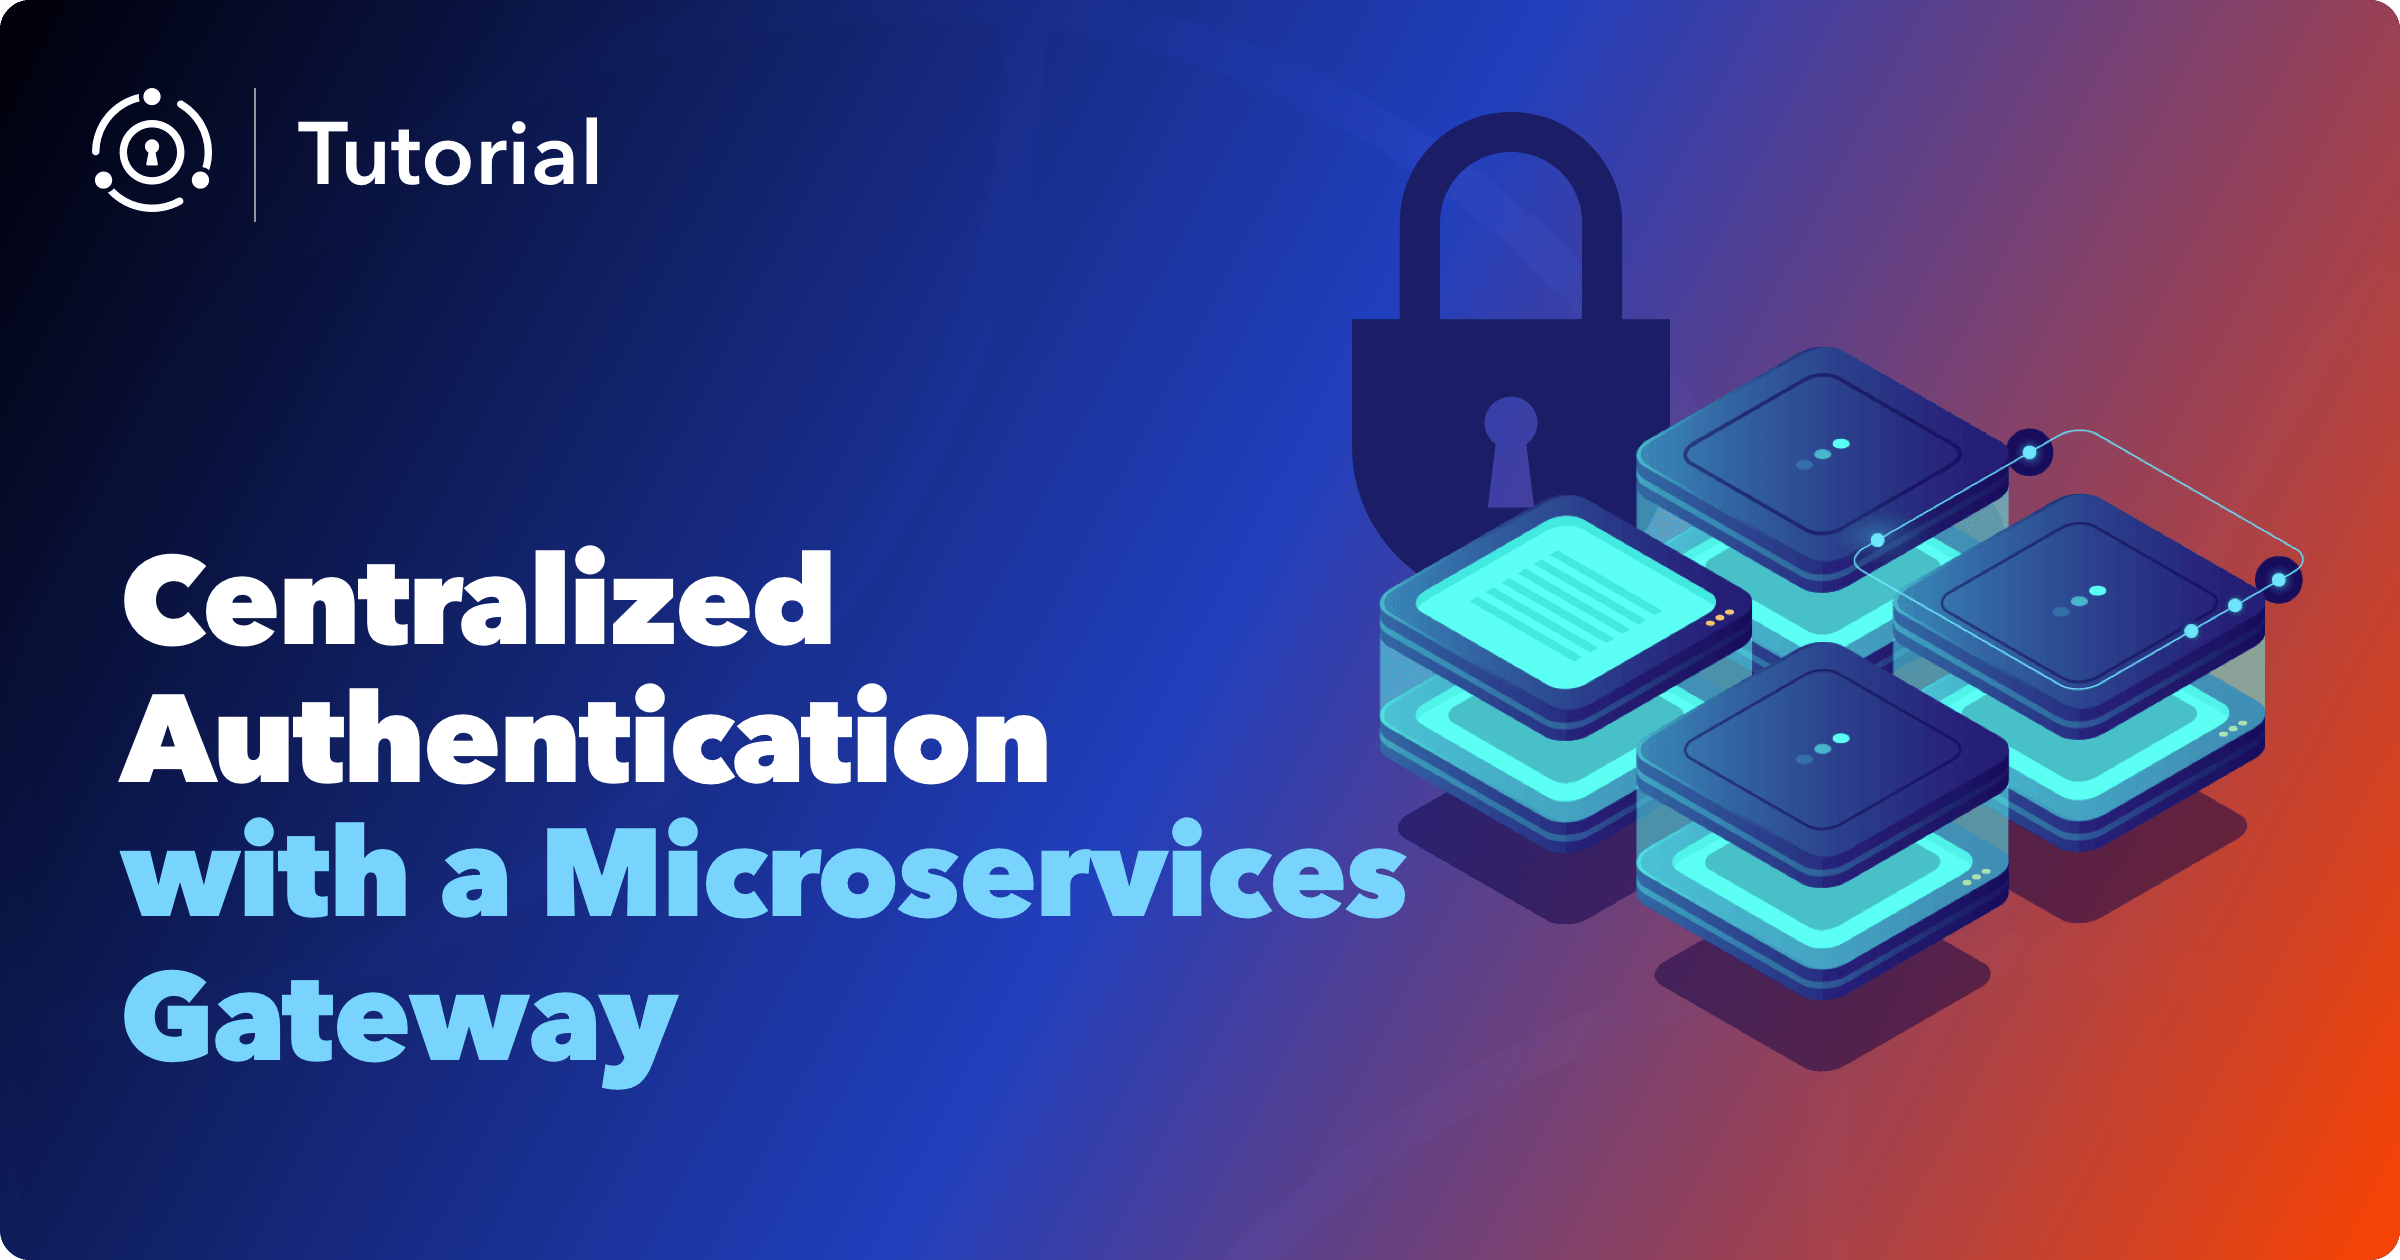 Tutorial
Centralized
Authentication
with a Microservices
Gateway